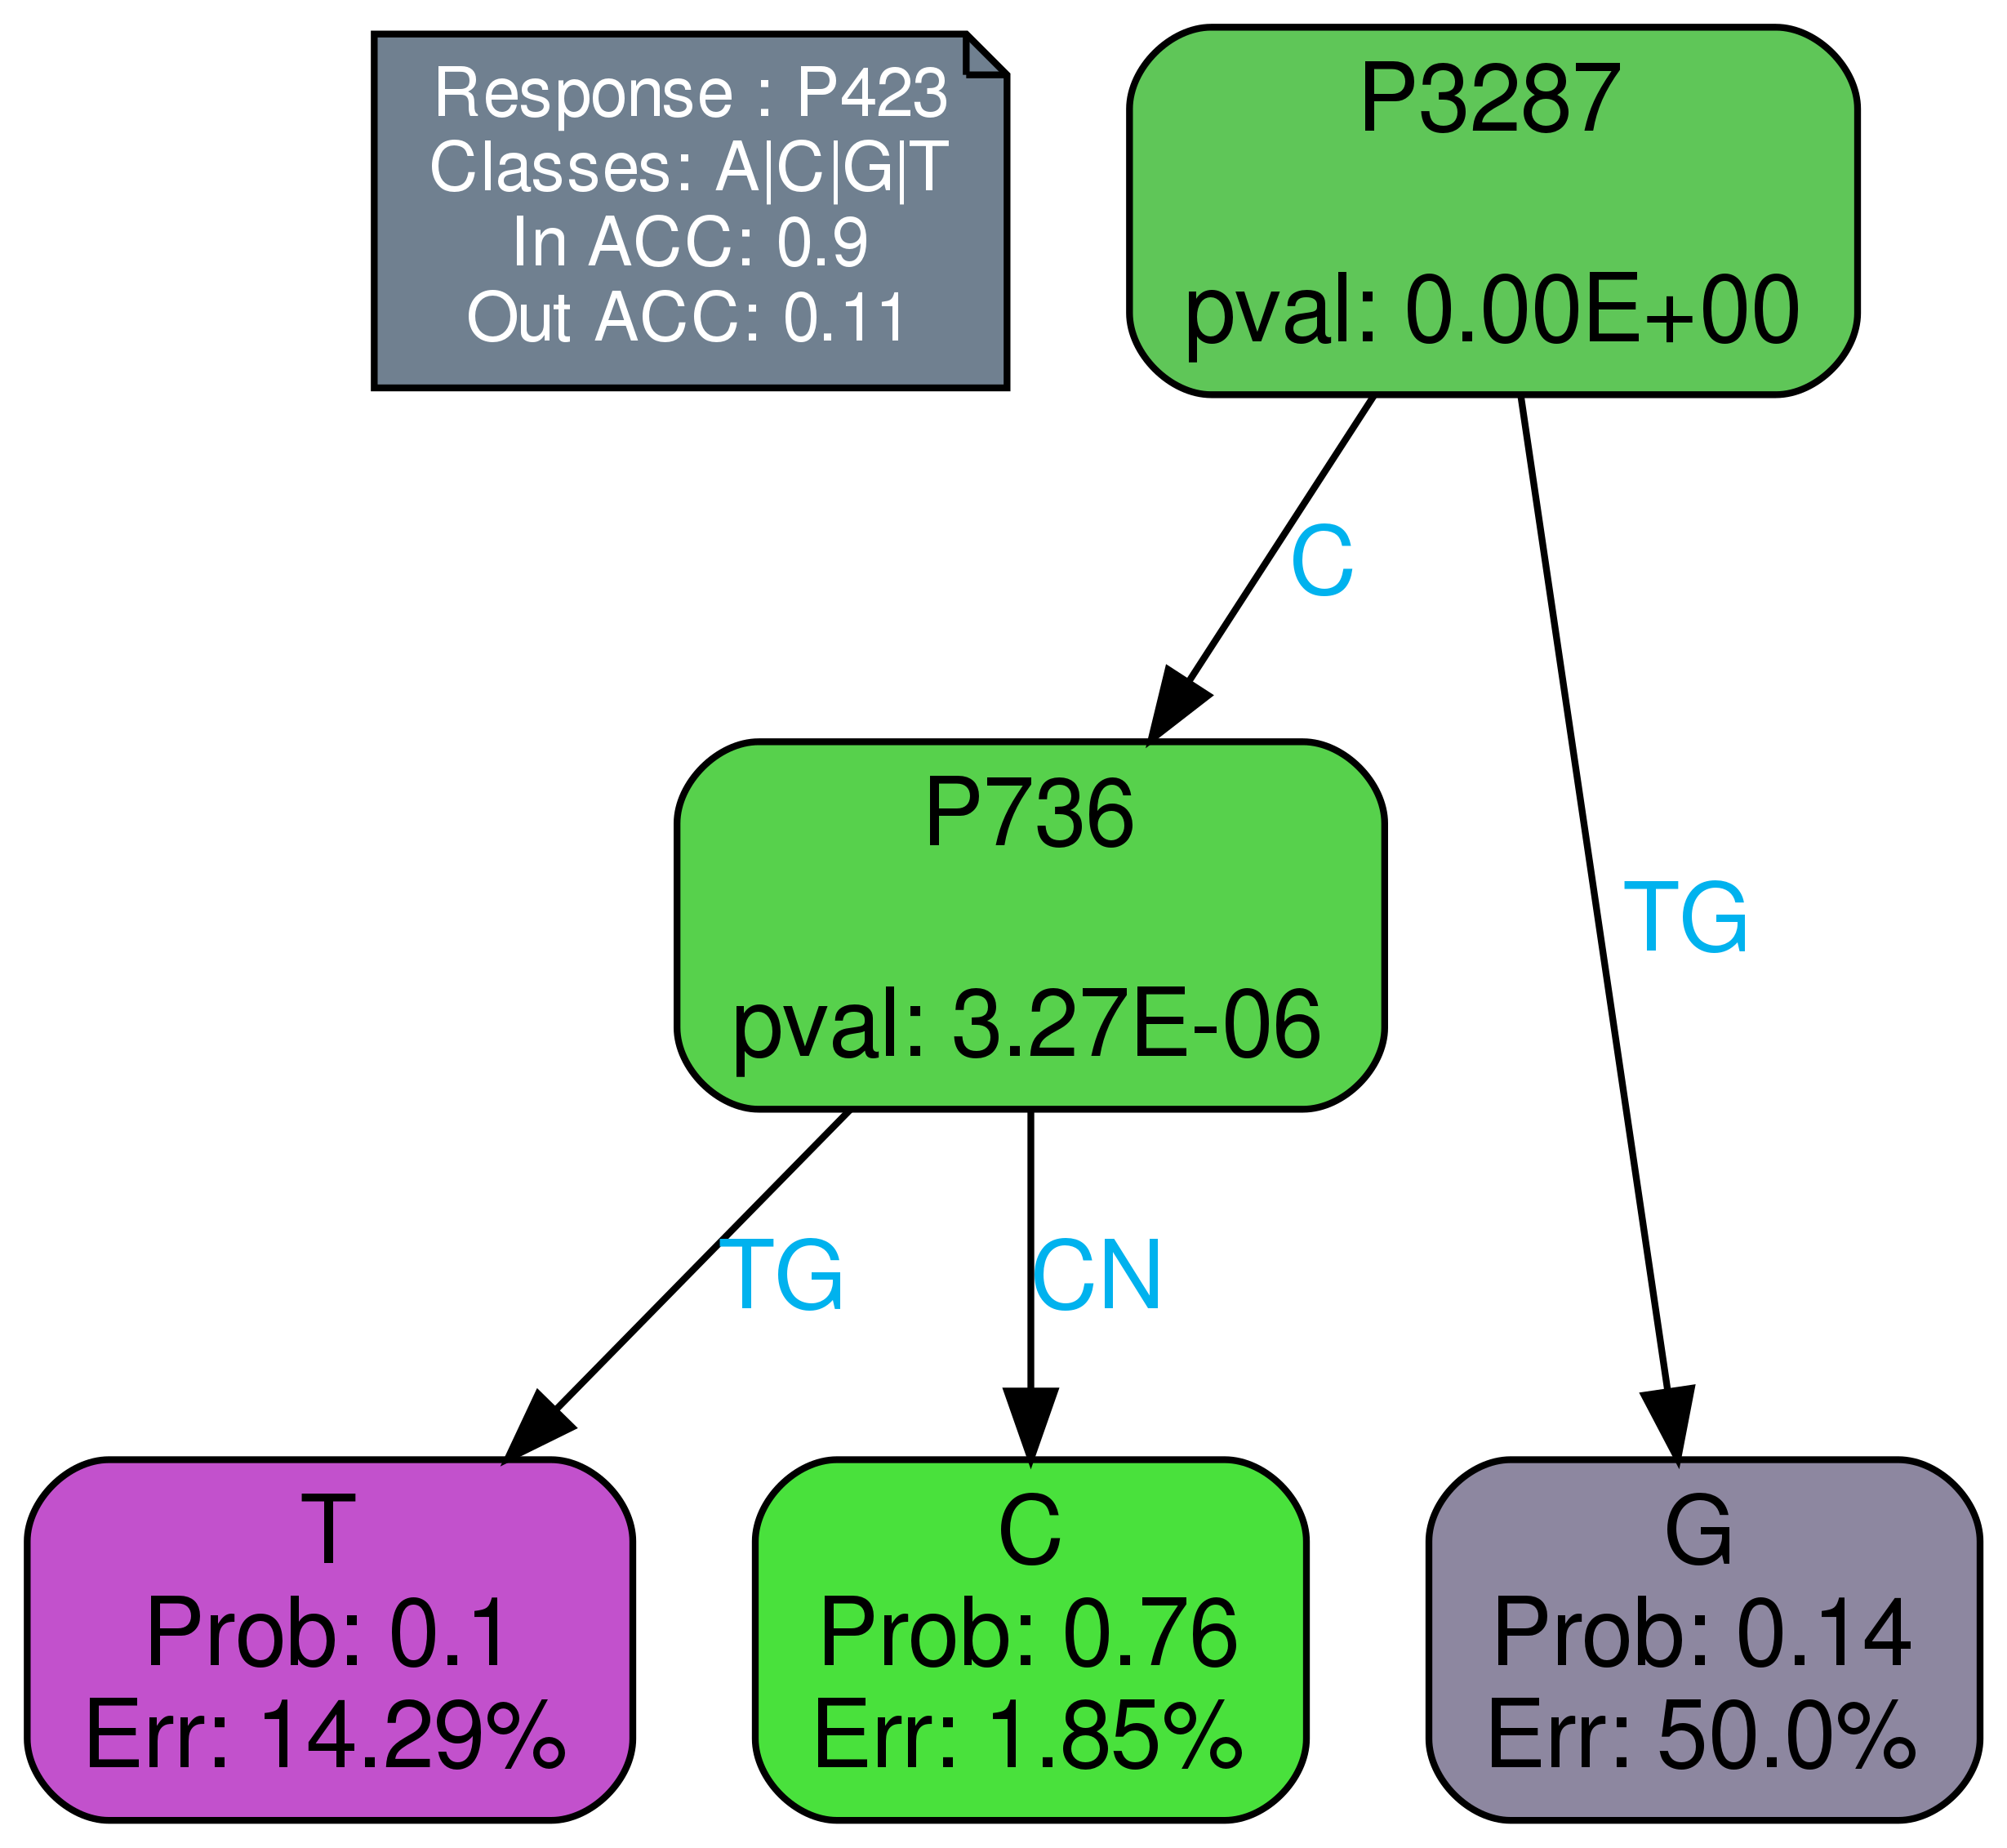 Response : P423
Classes: A|C|G|T
In ACC: 0.9
Out ACC: 0.11
P3287
pval: 0.00E+00
C
TG
P736
pval: 3.27E-06
TG
CN
T
Prob: 0.1
Err: 14.29%
C
Prob: 0.76
Err: 1.85%
G
Prob: 0.14
Err: 50.0%